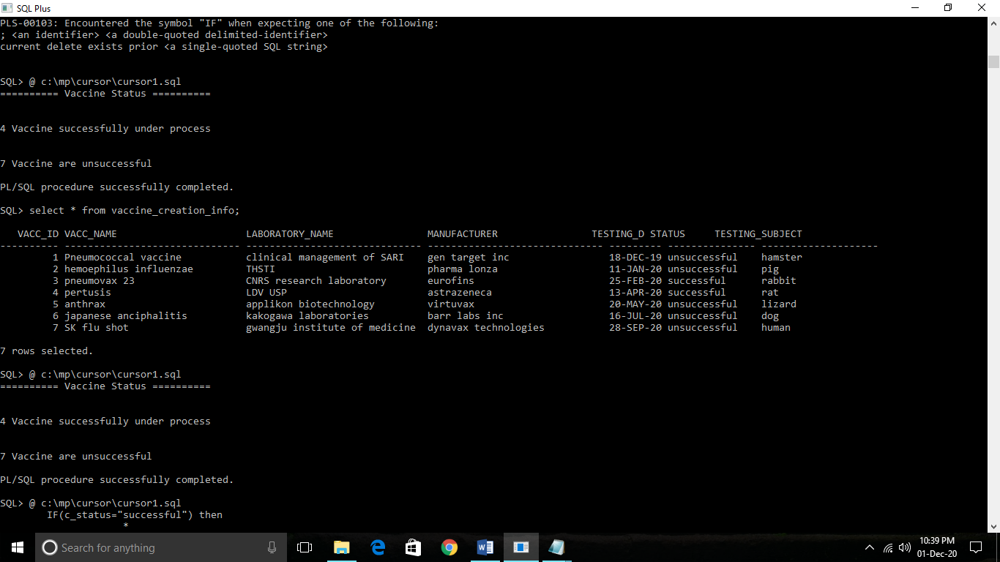 SQL Plus
PLS-00103: Encountered the symbol "IF" when expecting one of the following:
; <an identifier> <a double-quoted delimited-identifier>
current delete exists prior <a single-quoted SQL string>
SQL> @ c:\mp\cursor\cursor1.sql
========== Vaccine Status ==========
4 Vaccine successfully under process
7 Vaccine are unsuccessful
PL/SQL procedure successfully completed.
SQL> select * from vaccine_creation_info;
VACC_ID VACC_NAME LABORATORY_NAME MANUFACTURER TESTING_D STATUS TESTING_SUBJECT
---------- ------------------------------ ------------------------------ ------------------------------ --------- --------------- --------------------
1 Pneumococcal vaccine clinical management of SARI gen target inc 18-DEC-19 unsuccessful hamster
2 hemoephilus influenzae THSTI pharma lonza 11-JAN-20 unsuccessful pig
3 pneumovax 23 CNRS research laboratory eurofins 25-FEB-20 successful rabbit
4 pertusis LDV USP astrazeneca 13-APR-20 successful rat
5 anthrax applikon biotechnology virtuvax 20-MAY-20 unsuccessful lizard
6 japanese anciphalitis kakogawa laboratories barr labs inc 16-JUL-20 unsuccessful dog
7 SK flu shot gwangju institute of medicine dynavax technologies 28-SEP-20 unsuccessful human
7 rows selected.
SQL> @ c:\mp\cursor\cursor1.sql
========== Vaccine Status ==========
4 Vaccine successfully under process
7 Vaccine are unsuccessful
PL/SQL procedure successfully completed.
SQL> @ c:\mp\cursor\cursor1.sql
IF(c_status="successful") then
*
Search for anything
10:39 PM
01-Dec-20